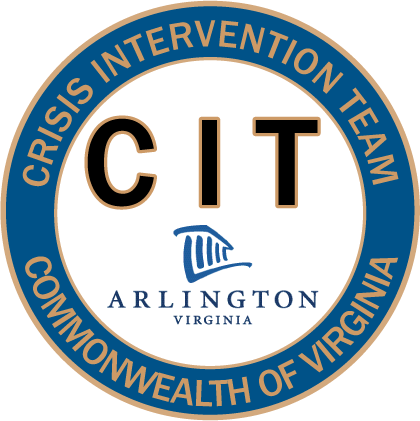 CRISIS INTERVENTION TEAM
CIT
ARLINGTON
VIRGINIA
COMMONWEALTH OF VIRGINIA